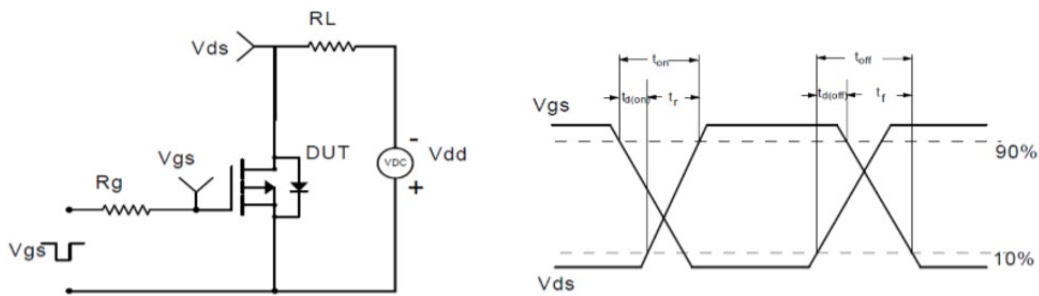 RL
Vds
-
Vgs
DUT
VDC
Vdd
Rg
+
Vgs
ton
toff
td(on)
tr
td(off)
tf
Vgs
90%
10%
Vds